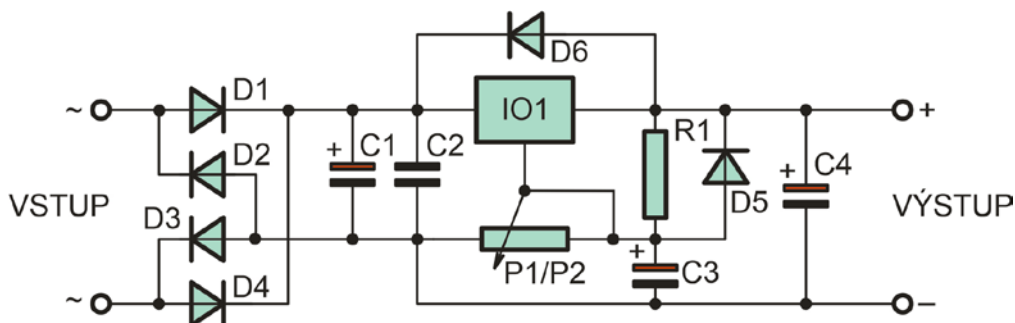 D6
~
D1
IO1
+
+
C1
C2
R1
+
C4
D2
VSTUP
D3
D5
VÝSTUP
+
C3
~
D4
P1/P2
–